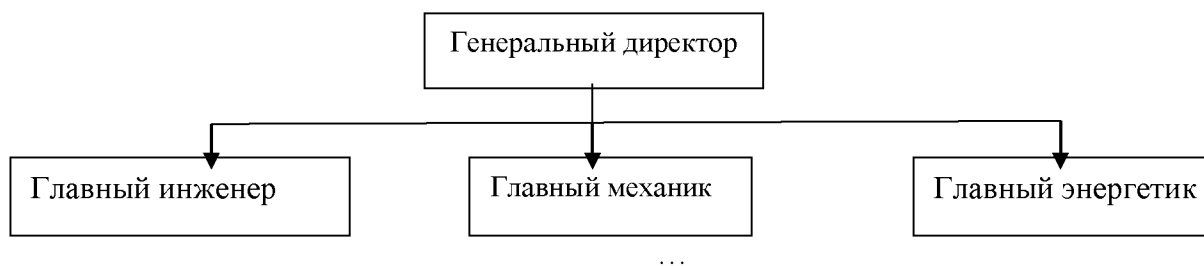 Генеральный директор
Главный инженер
Главный механик
Главный энергетик
...